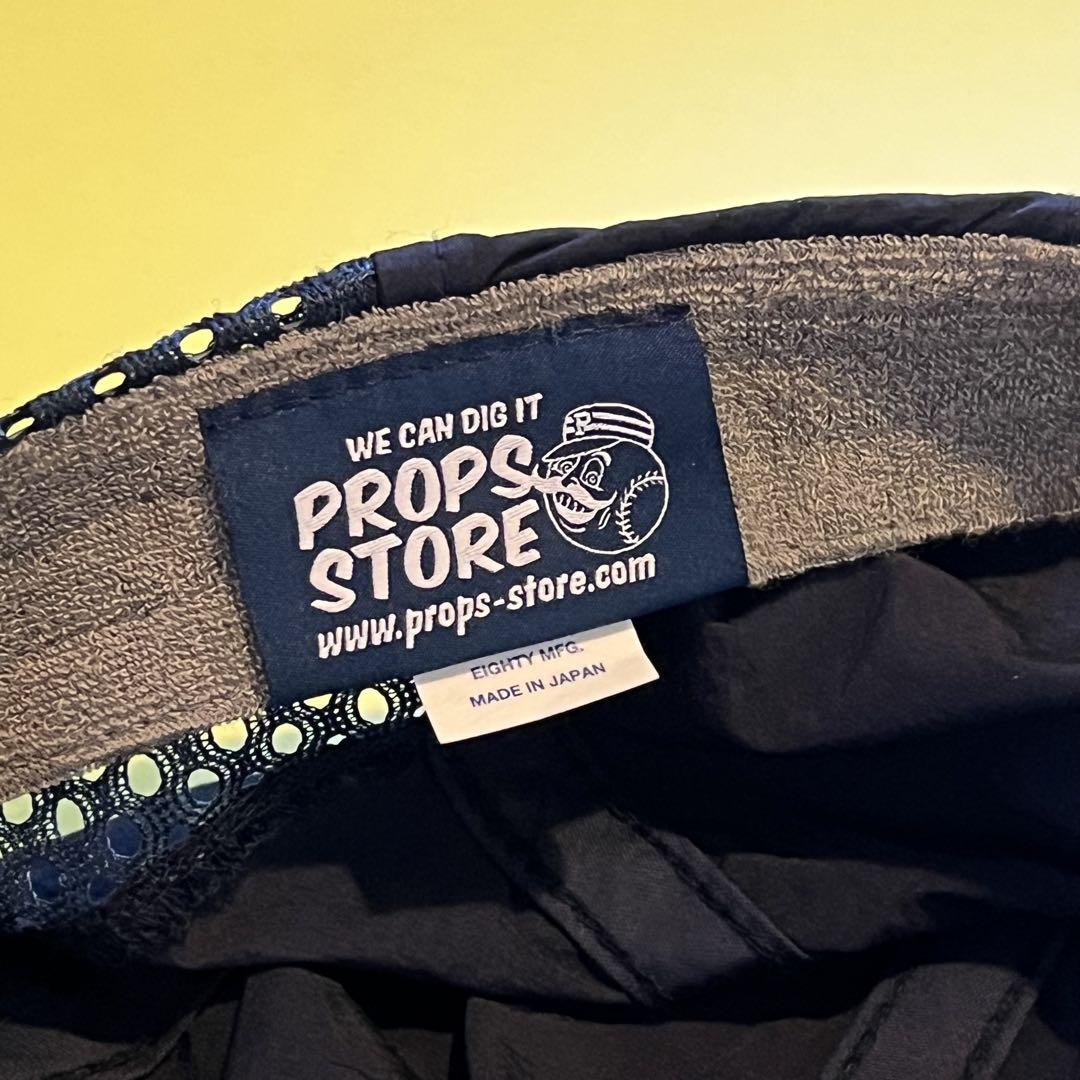 WE CAN DIG IT
PROPS
STORE
www.props-store.com
P
EIGHTY MFG.
MADE IN JAPAN